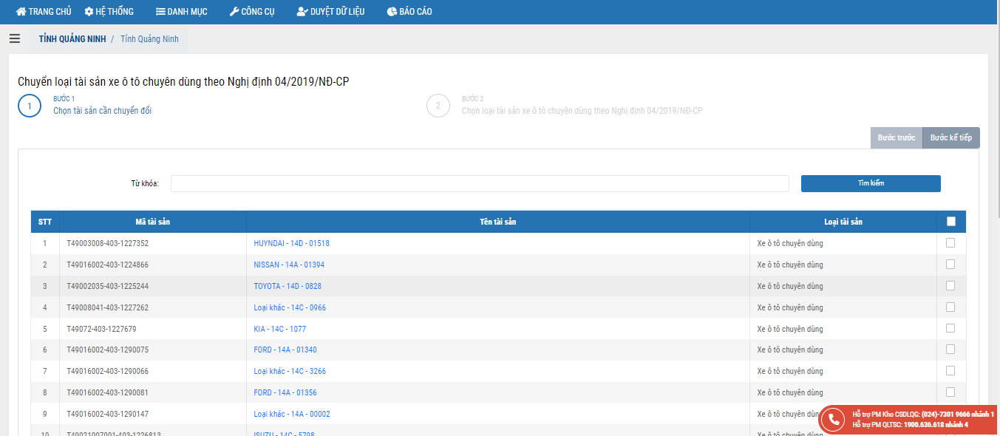 TRANG CHỦ HỆ THỐNG DANH MỤC CÔNG CỤ DUYỆT DỮ LIỆU BÁO CÁO
TỈNH QUẢNG NINH / Tỉnh Quảng Ninh
Chuyển loại tài sản xe ô tô chuyên dùng theo Nghị định 04/2019/NĐ-CP
1 BƯỚC 1 2 BƯỚC 2
Chọn tài sản cần chuyển đổi Chọn loại tài sản xe ô tô chuyên dùng theo Nghị định 04/2019/NĐ-CP
Bước trước Bước kế tiếp
Từ khóa: Tìm kiếm
STT Mã tài sản Tên tài sản Loại tài sản
1 T49003008-403-1227352 HUYNDAI - 14D - 01518 Xe ô tô chuyên dùng
2 T49016002-403-1224866 NISSAN - 14A - 01394 Xe ô tô chuyên dùng
3 T49002035-403-1225244 TOYOTA - 14D - 0828 Xe ô tô chuyên dùng
4 T49008041-403-1227262 Loại khác - 14C - 0966 Xe ô tô chuyên dùng
5 T49072-403-1227679 KIA - 14C - 1077 Xe ô tô chuyên dùng
6 T49016002-403-1290075 FORD - 14A - 01340 Xe ô tô chuyên dùng
7 T49016002-403-1290066 Loại khác - 14C - 3266 Xe ô tô chuyên dùng
8 T49016002-403-1290081 FORD - 14A - 01356 Xe ô tô chuyên dùng
9 T49016002-403-1290147 Loại khác - 14A - 00002 Xe ô tô chuyên dùng
10 T49021007001-403-1226813 ISUZU - 14C - 5798 Xe ô tô chuyên dùng
Hỗ trợ PM Kho CSDLQG: (024)-7301 9666 nhánh 1
Hỗ trợ PM QLTSC: 1900.636.618 nhánh 4